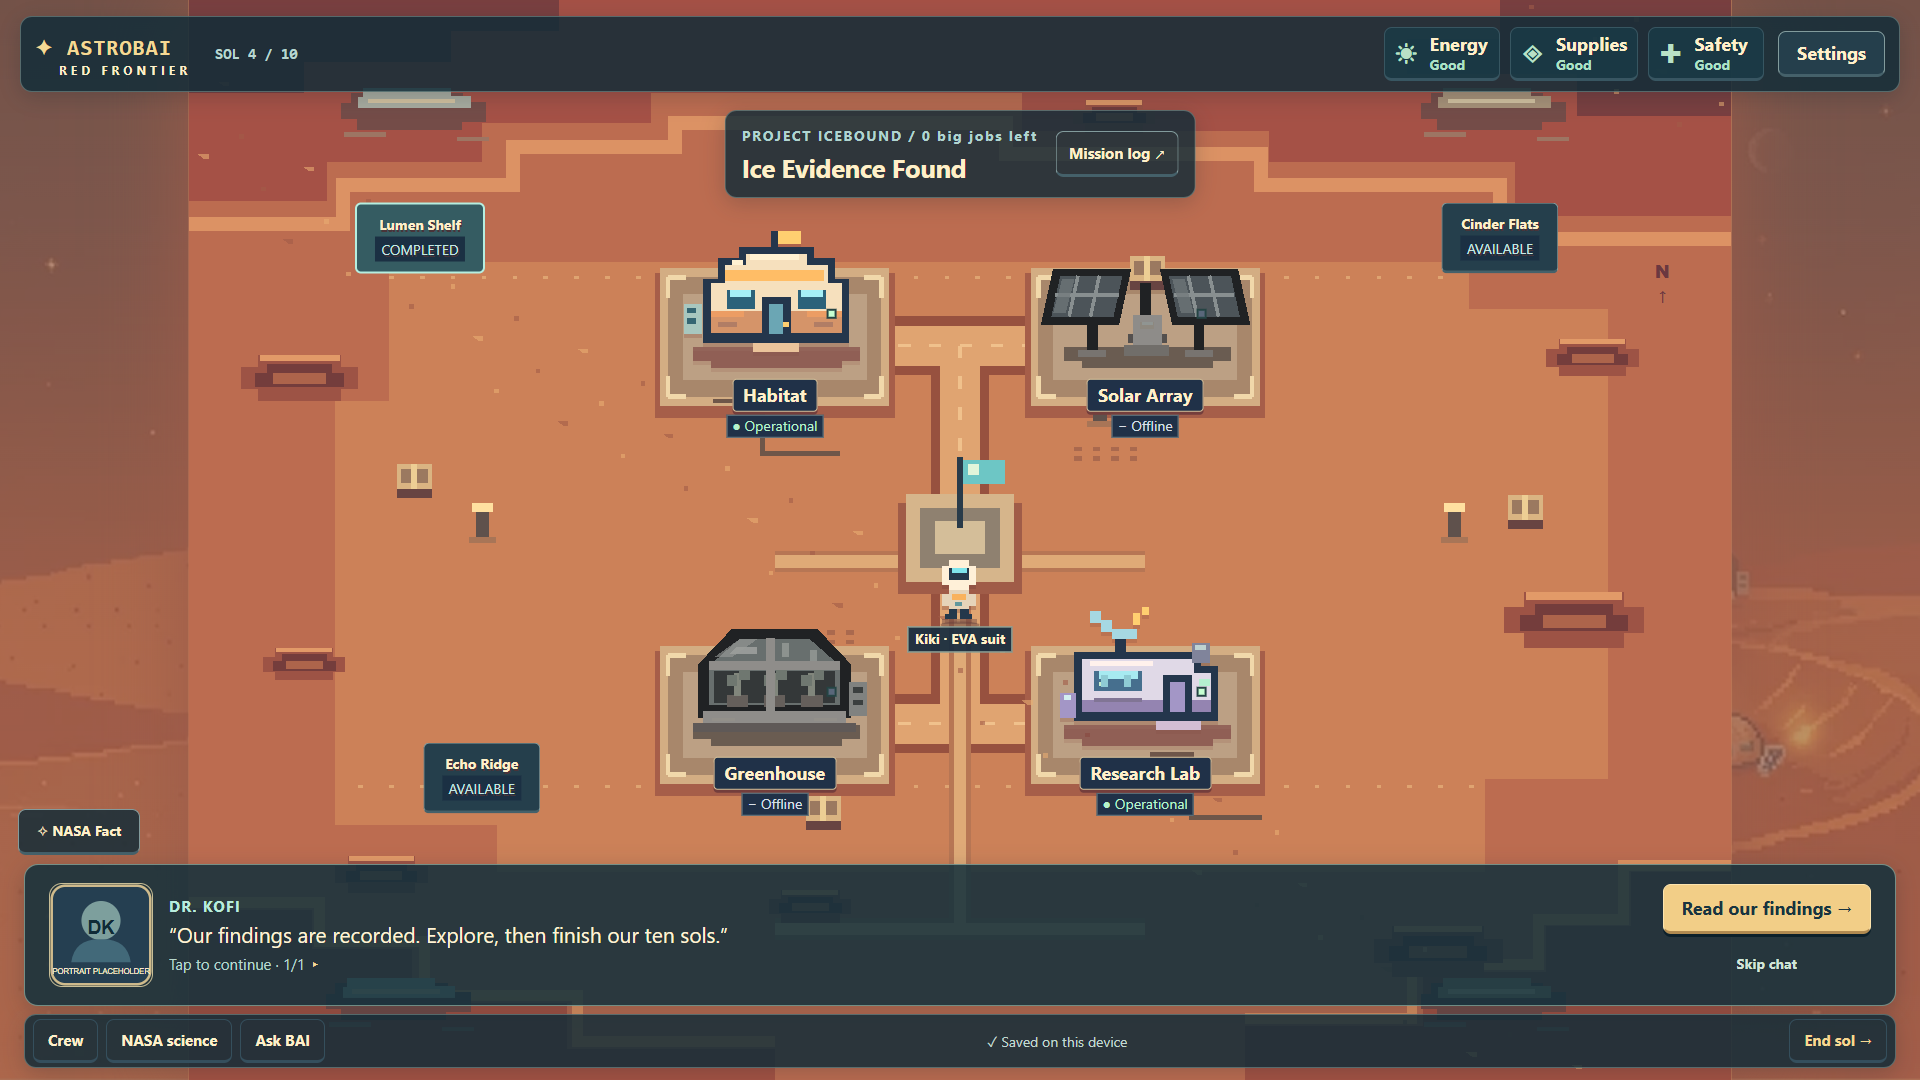 ✦ ASTROBAI
RED FRONTIER
SOL 4 / 10
Energy
Good
Supplies
Good
Safety
Good
Settings
PROJECT ICEBOUND / 0 big jobs left
Ice Evidence Found
Mission log ↗
Lumen Shelf
COMPLETED
Cinder Flats
AVAILABLE
N
↑
Habitat
● Operational
Solar Array
– Offline
Kiki · EVA suit
Greenhouse
– Offline
Research Lab
● Operational
Echo Ridge
AVAILABLE
✧ NASA Fact
DK
PORTRAIT PLACEHOLDER
DR. KOFI
“Our findings are recorded. Explore, then finish our ten sols.”
Tap to continue · 1/1 ▸
Read our findings →
Skip chat
Crew
NASA science
Ask BAI
✓ Saved on this device
End sol →